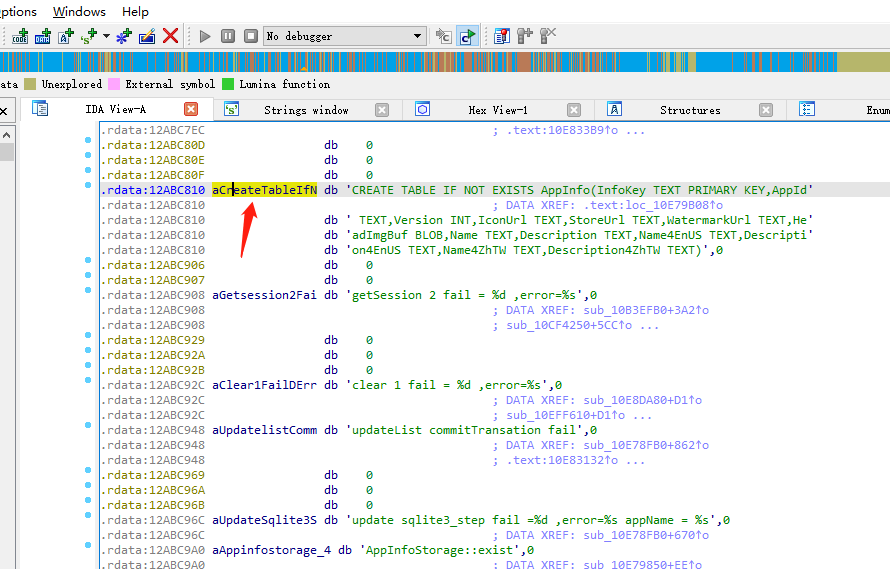 ptions Windows Help
No debugger
ata Unexplored External symbol Lumina function
IDA View-A Strings window Hex View-1 Structures Enum
.rdata:12ABC7EC ; .text:10E833B9↑o ...
.rdata:12ABC80D db 0
.rdata:12ABC80E db 0
.rdata:12ABC80F db 0
.rdata:12ABC810 aCreateTableIfN db 'CREATE TABLE IF NOT EXISTS AppInfo(InfoKey TEXT PRIMARY KEY,AppId'
.rdata:12ABC810 ; DATA XREF: .text:loc_10E79B08↑o
.rdata:12ABC810 db ' TEXT,Version INT,IconUrl TEXT,StoreUrl TEXT,WatermarkUrl TEXT,He'
.rdata:12ABC810 db 'adImgBuf BLOB,Name TEXT,Description TEXT,Name4EnUS TEXT,Descripti'
.rdata:12ABC810 db 'on4EnUS TEXT,Name4ZhTW TEXT,Description4ZhTW TEXT)',0
.rdata:12ABC906 db 0
.rdata:12ABC907 db 0
.rdata:12ABC908 aGetsession2Fai db 'getSession 2 fail = %d ,error=%s',0
.rdata:12ABC908 ; DATA XREF: sub_10B3EFB0+3A2↑o
.rdata:12ABC908 ; sub_10CF4250+5CC↑o ...
.rdata:12ABC929 db 0
.rdata:12ABC92A db 0
.rdata:12ABC92B db 0
.rdata:12ABC92C aClear1FailDErr db 'clear 1 fail = %d ,error=%s',0
.rdata:12ABC92C ; DATA XREF: sub_10E8DA80+D1↑o
.rdata:12ABC92C ; sub_10EFF610+D1↑o ...
.rdata:12ABC948 aUpdatelistComm db 'updateList commitTransation fail',0
.rdata:12ABC948 ; DATA XREF: sub_10E78FB0+862↑o
.rdata:12ABC948 ; .text:10E83132↑o ...
.rdata:12ABC969 db 0
.rdata:12ABC96A db 0
.rdata:12ABC96B db 0
.rdata:12ABC96C aUpdateSqlite3S db 'update sqlite3_step fail =%d ,error=%s appName = %s',0
.rdata:12ABC96C ; DATA XREF: sub_10E78FB0+670↑o
.rdata:12ABC9A0 aAppinfostorage_4 db 'AppInfoStorage::exist',0
.rdata:12ABC9A0 ; DATA XREF: sub_10E79850+EE↑o